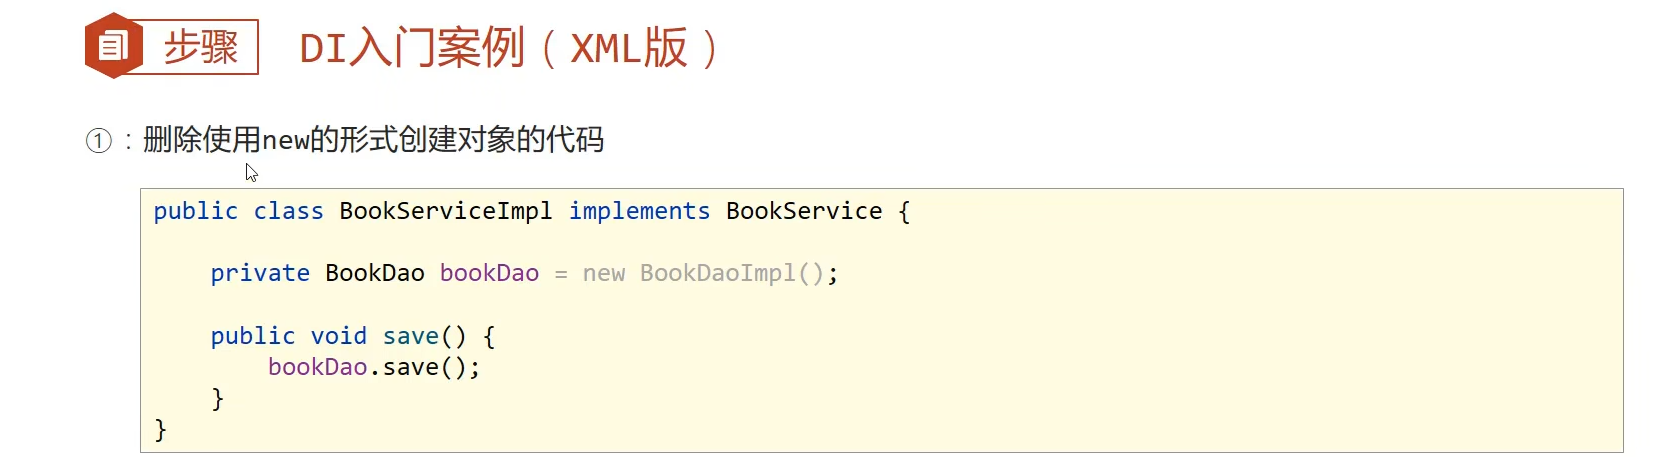 步骤 DI入门案例（XML版）
①：删除使用new的形式创建对象的代码
public class BookServiceImpl implements BookService {
    private BookDao bookDao = new BookDaoImpl();
    public void save() {
        bookDao.save();
    }
}